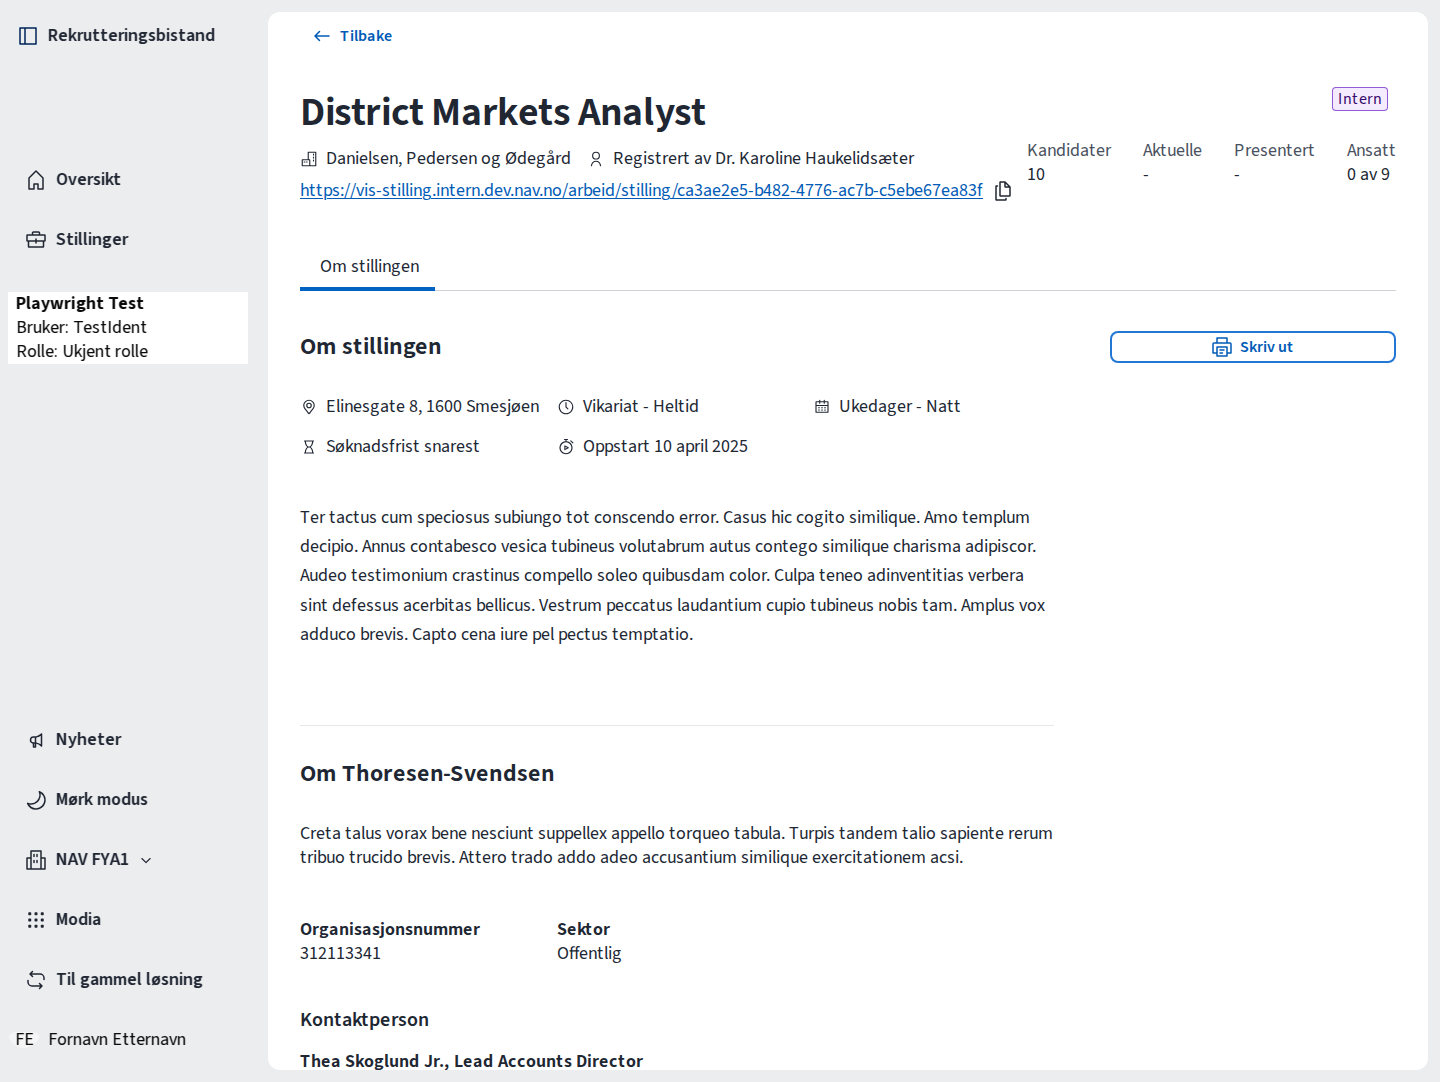 Rekrutteringsbistand
Oversikt
Stillinger
Playwright Test
Bruker: TestIdent
Rolle: Ukjent rolle
Nyheter
Mørk modus
NAV FYA1
Modia
Til gammel løsning
FE Fornavn Etternavn
Tilbake
District Markets Analyst
Intern
Danielsen, Pedersen og Ødegård Registrert av Dr. Karoline Haukelidsæter
https://vis-stilling.intern.dev.nav.no/arbeid/stilling/ca3ae2e5-b482-4776-ac7b-c5ebe67ea83f
Kandidater Aktuelle Presentert Ansatt
10 - - 0 av 9
Om stillingen
Om stillingen
Skriv ut
Elinesgate 8, 1600 Smesjøen Vikariat - Heltid Ukedager - Natt
Søknadsfrist snarest Oppstart 10 april 2025
Ter tactus cum speciosus subiungo tot conscendo error. Casus hic cogito similique. Amo templum
decipio. Annus contabesco vesica tubineus volutabrum autus contego similique charisma adipiscor.
Audeo testimonium crastinus compello soleo quibusdam color. Culpa teneo adinventitias verbera
sint defessus acerbitas bellicus. Vestrum peccatus laudantium cupio tubineus nobis tam. Amplus vox
adduco brevis. Capto cena iure pel pectus temptatio.
Om Thoresen-Svendsen
Creta talus vorax bene nesciunt suppellex appello torqueo tabula. Turpis tandem talio sapiente rerum
tribuo trucido brevis. Attero trado addo adeo accusantium similique exercitationem acsi.
Organisasjonsnummer Sektor
312113341 Offentlig
Kontaktperson
Thea Skoglund Jr., Lead Accounts Director